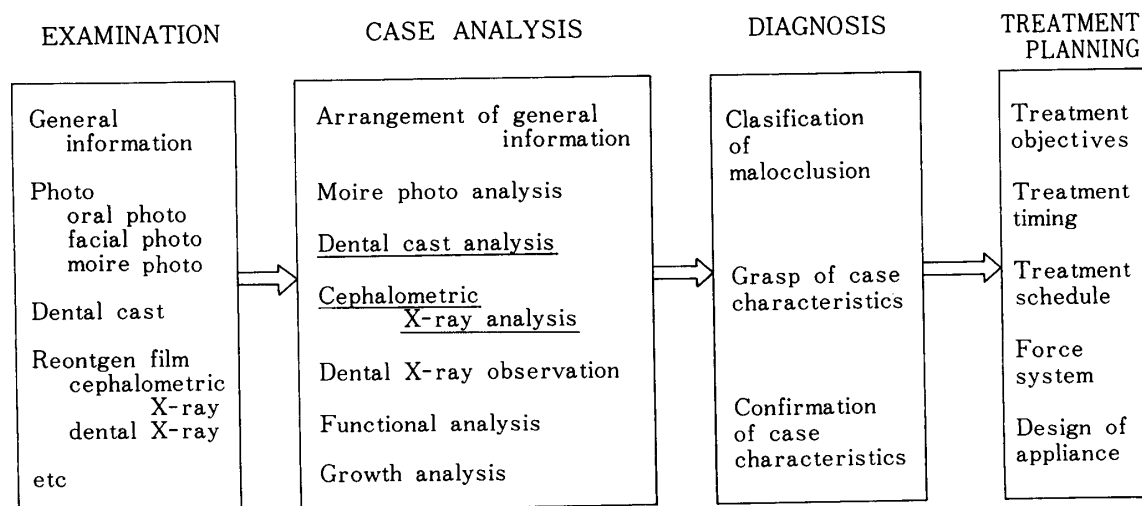 EXAMINATION
General
information
Photo
oral photo
facial photo
moire photo
Dental cast
Reontgen film
cephalometric
X-ray
dental X-ray
etc
CASE ANALYSIS
Arrangement of general
information
Moire photo analysis
Dental cast analysis
Cephalometric
X-ray analysis
Dental X-ray observation
Functional analysis
Growth analysis
DIAGNOSIS
Clasification
of
malocclusion
Grasp of case
characteristics
Confirmation
of case
characteristics
TREATMENT
PLANNING
Treatment
objectives
Treatment
timing
Treatment
schedule
Force
system
Design of
appliance